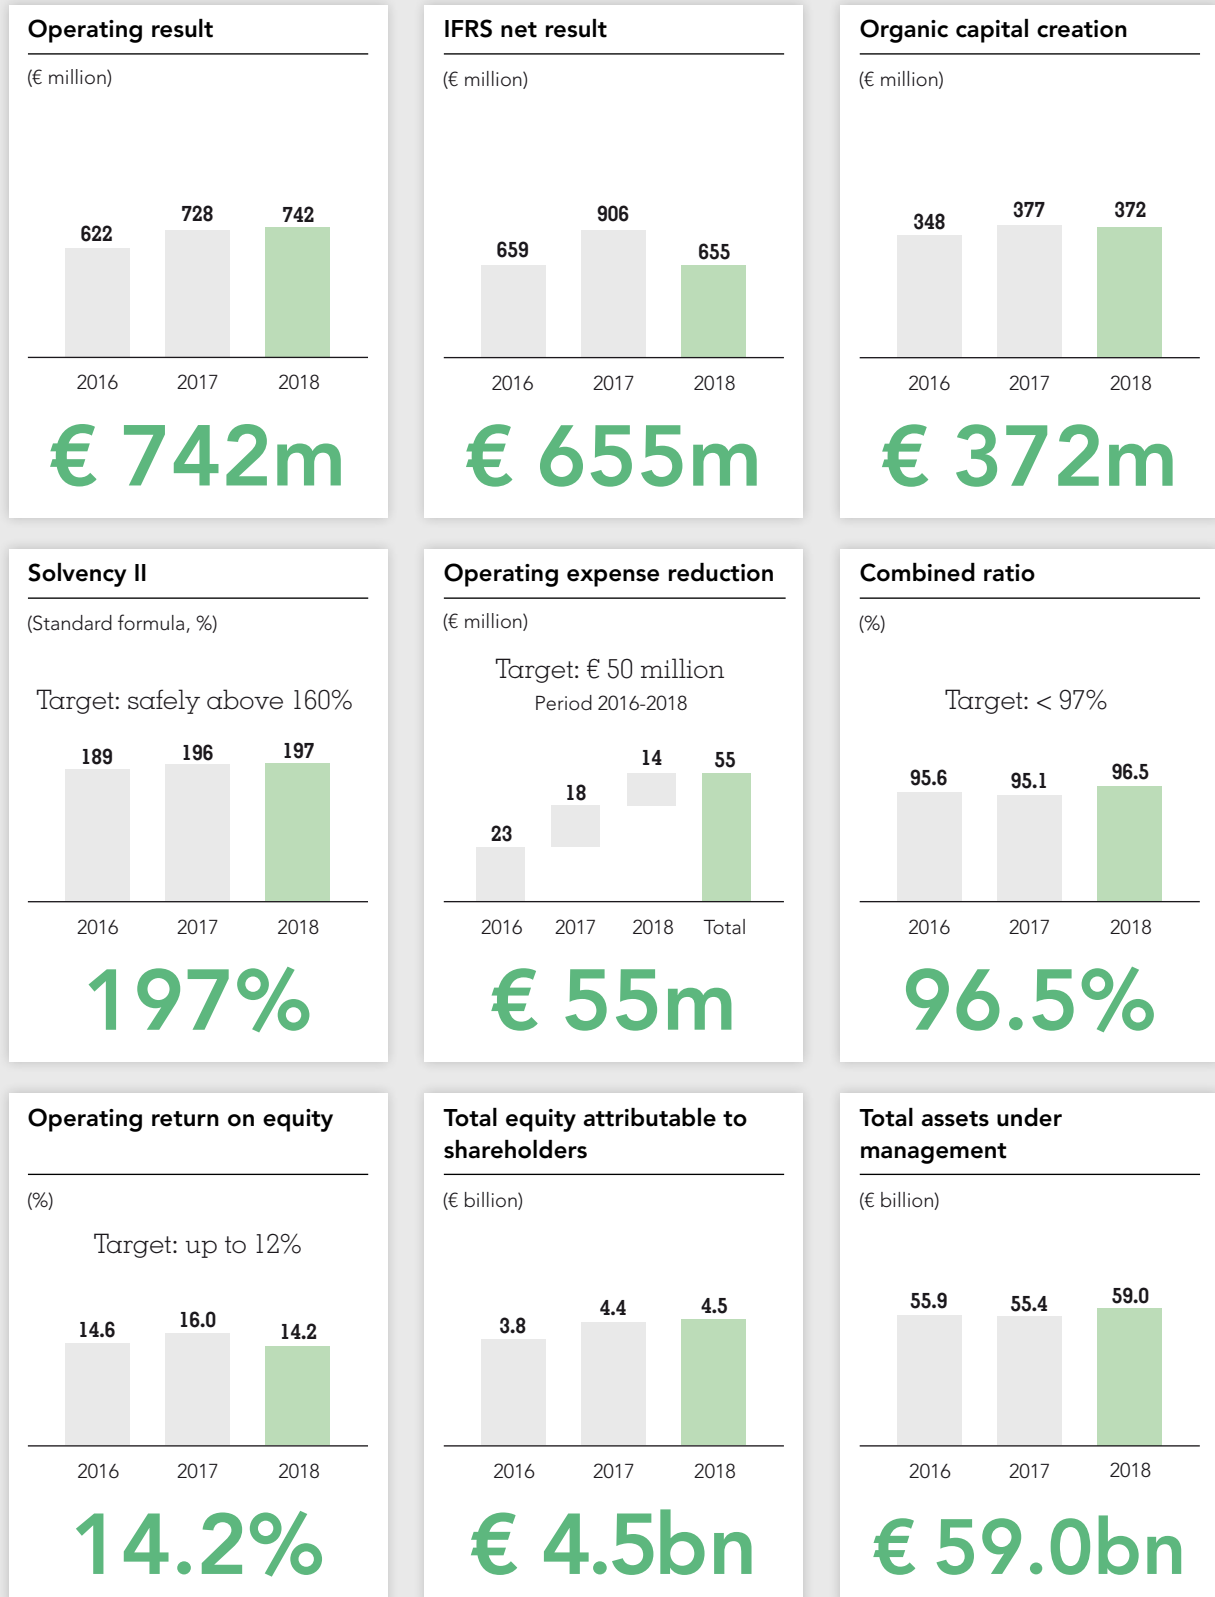 Operating result
(€ million)
622
728
742
2016
2017
2018
€ 742m
IFRS net result
(€ million)
659
906
655
2016
2017
2018
€ 655m
Organic capital creation
(€ million)
348
377
372
2016
2017
2018
€ 372m
Solvency II
(Standard formula, %)
Target: safely above 160%
189
196
197
2016
2017
2018
197%
Operating expense reduction
(€ million)
Target: € 50 million
Period 2016-2018
23
18
14
55
2016
2017
2018
Total
€ 55m
Combined ratio
(%)
Target: < 97%
95.6
95.1
96.5
2016
2017
2018
96.5%
Operating return on equity
(%)
Target: up to 12%
14.6
16.0
14.2
2016
2017
2018
14.2%
Total equity attributable to
shareholders
(€ billion)
3.8
4.4
4.5
2016
2017
2018
€ 4.5bn
Total assets under
management
(€ billion)
55.9
55.4
59.0
2016
2017
2018
€ 59.0bn